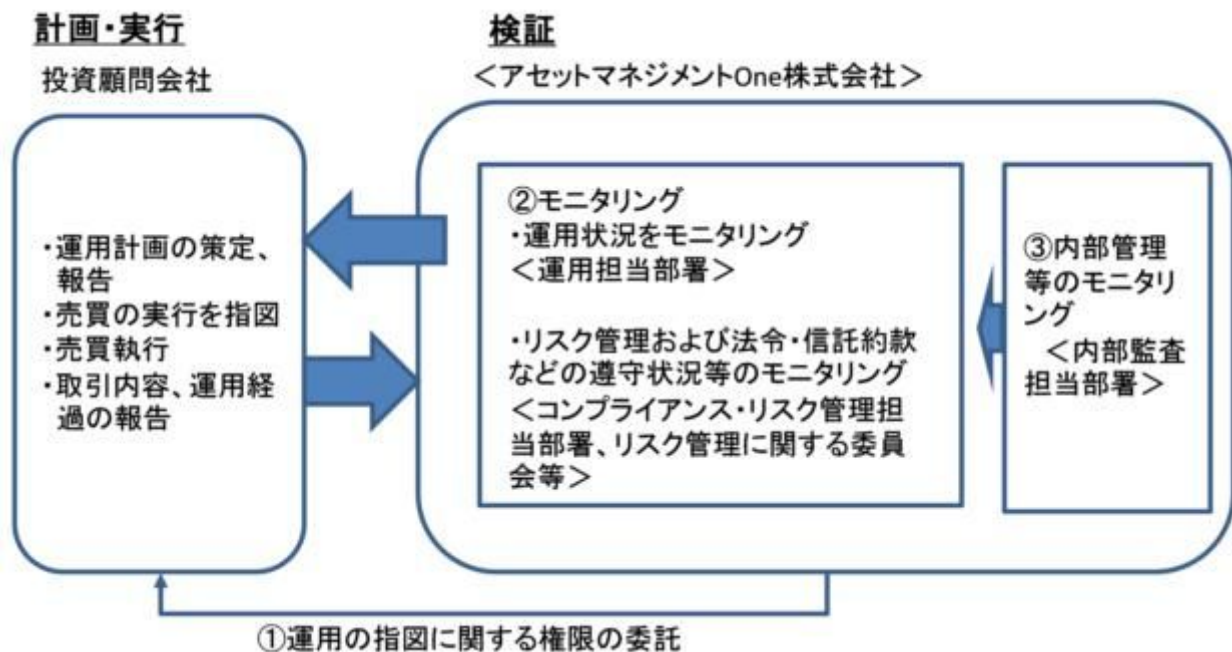 計画・実行
投資顧問会社
・運用計画の策定、
報告
・売買の実行を指図
・売買執行
・取引内容、運用経
過の報告
検証
＜アセットマネジメントOne株式会社＞
②モニタリング
・運用状況をモニタリング
＜運用担当部署＞
・リスク管理および法令・信託約款
などの遵守状況等のモニタリング
＜コンプライアンス・リスク管理担
当部署、リスク管理に関する委員
会等＞
③内部管理
等のモニタリ
ング
＜内部監査
担当部署＞
①運用の指図に関する権限の委託